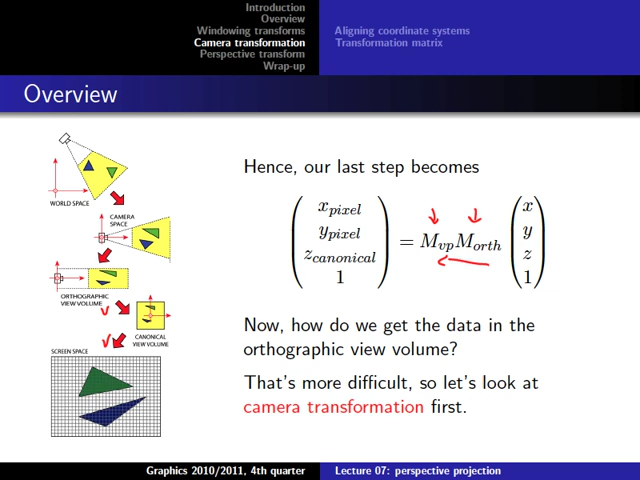 Introduction
Overview
Windowing transforms
Camera transformation
Perspective transform
Wrap-up
Aligning coordinate systems
Transformation matrix
Overview
WORLD SPACE
CAMERA
SPACE
ORTHOGRAPHIC
VIEW VOLUME
CANONICAL
VIEW VOLUME
SCREEN SPACE
Hence, our last step becomes
x_pixel
y_pixel
z_canonical
1
= M_vp M_orth
x
y
z
1
Now, how do we get the data in the
orthographic view volume?
That's more difficult, so let's look at
camera transformation first.
Graphics 2010/2011, 4th quarter
Lecture 07: perspective projection